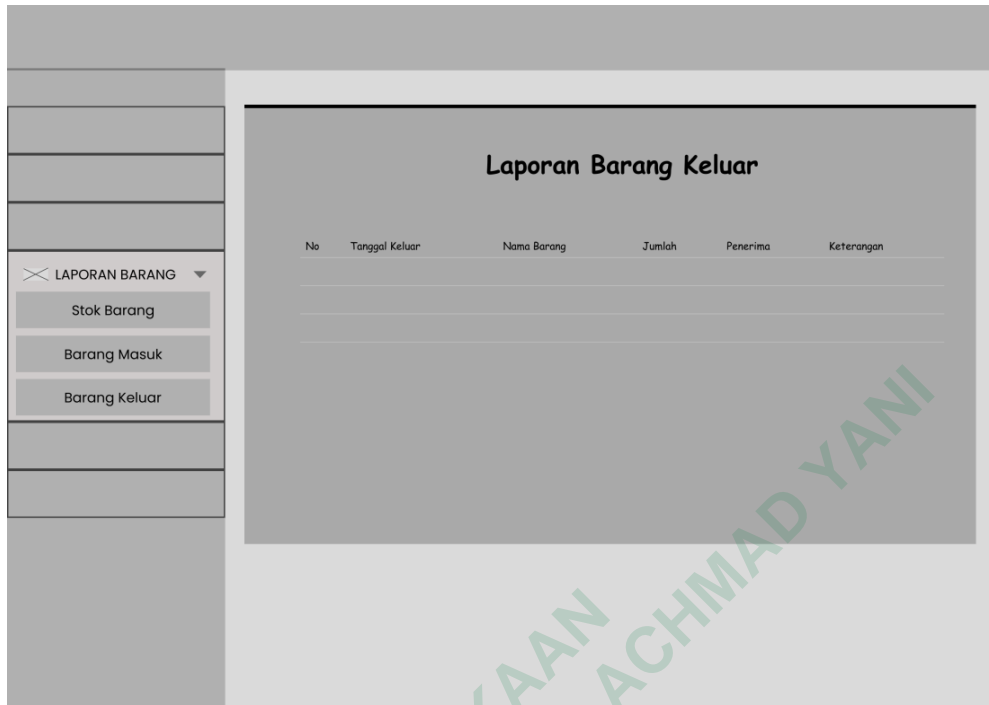 Laporan Barang Keluar
No Tanggal Keluar Nama Barang Jumlah Penerima Keterangan
LAPORAN BARANG
Stok Barang
Barang Masuk
Barang Keluar
ACHMAD YANI